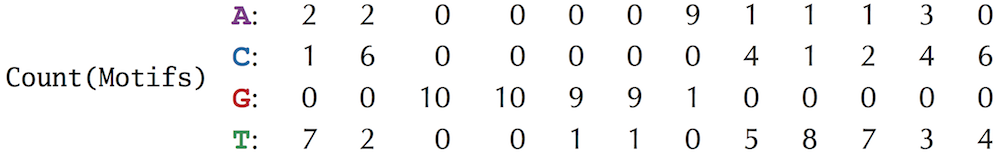 A: 2 2 0 0 0 0 9 1 1 1 3 0
C: 1 6 0 0 0 0 0 4 1 2 4 6
Count(Motifs)
G: 0 0 10 10 9 9 1 0 0 0 0 0
T: 7 2 0 0 1 1 0 5 8 7 3 4